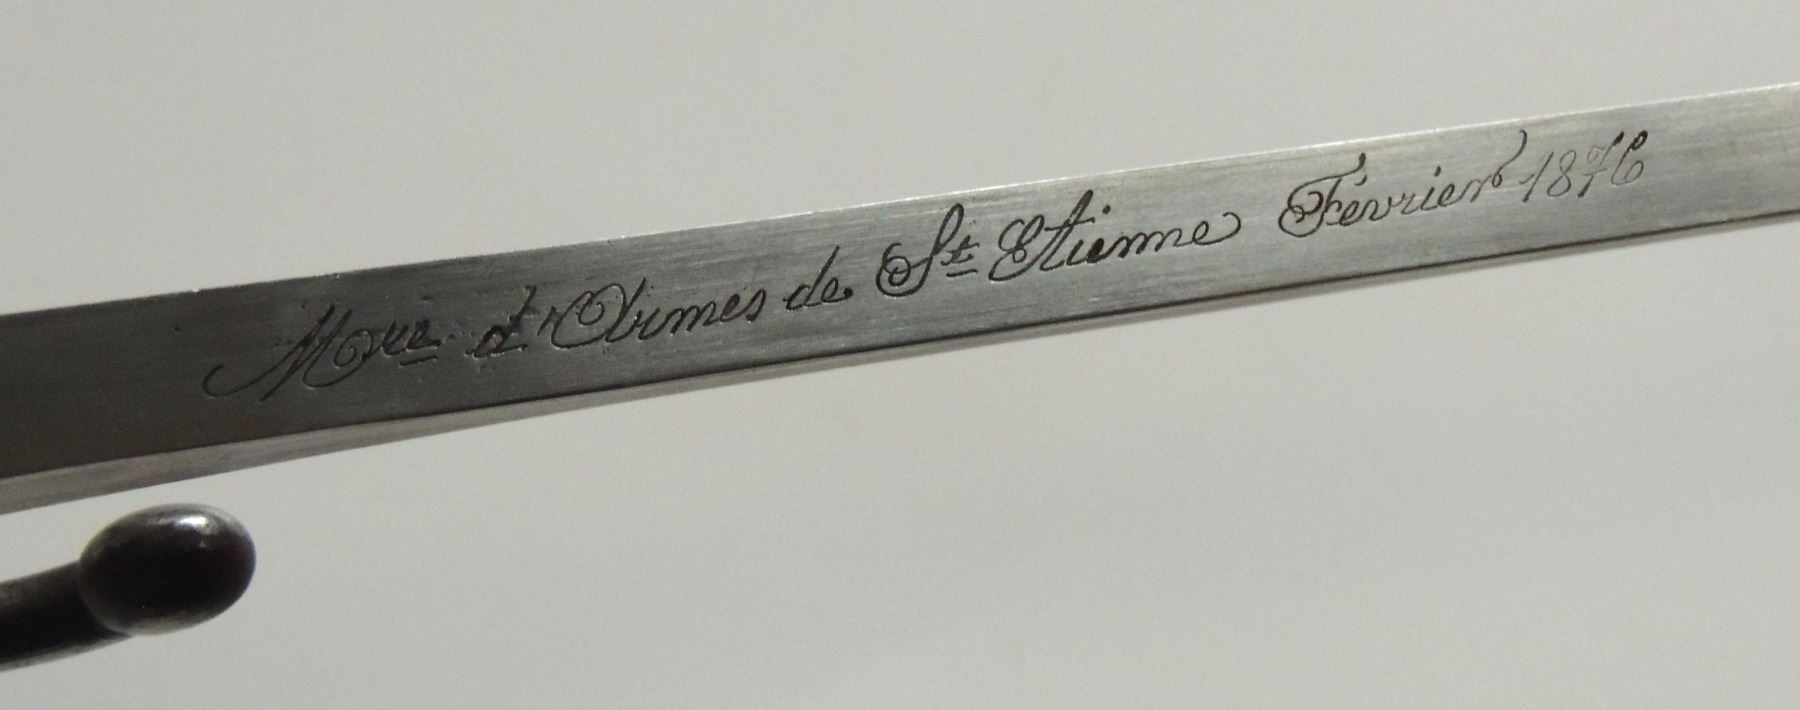 Mre d'Armes de St Etienne Février 1876